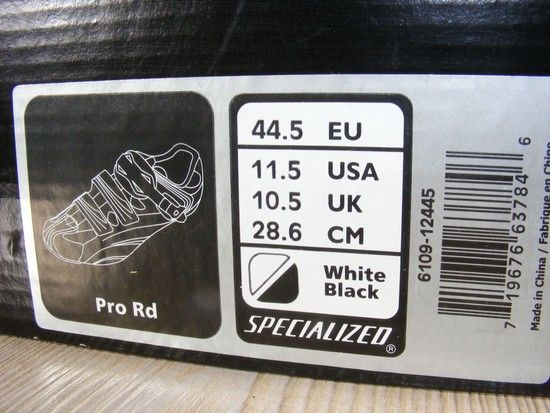 Pro Rd
44.5 EU
11.5 USA
10.5 UK
28.6 CM
White
Black
SPECIALIZED®
6109-12445
7 19676 63784 6
Made in China / Fabrique en Chine